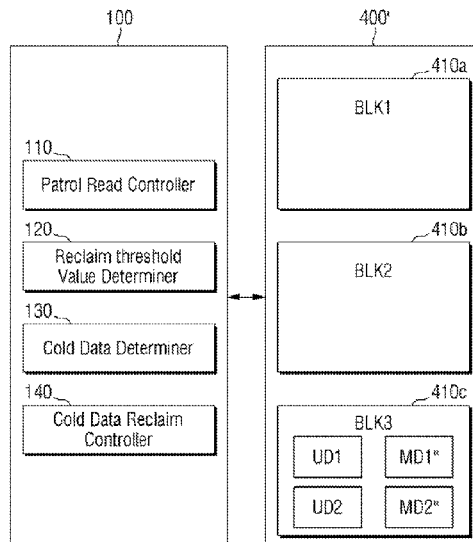 100
400'
410a
BLK1
110
Patrol Read Controller
120
Reclaim threshold
Value Determiner
410b
BLK2
130
Cold Data Determiner
140
Cold Data Reclaim
Controller
410c
BLK3
UD1
MD1*
UD2
MD2*